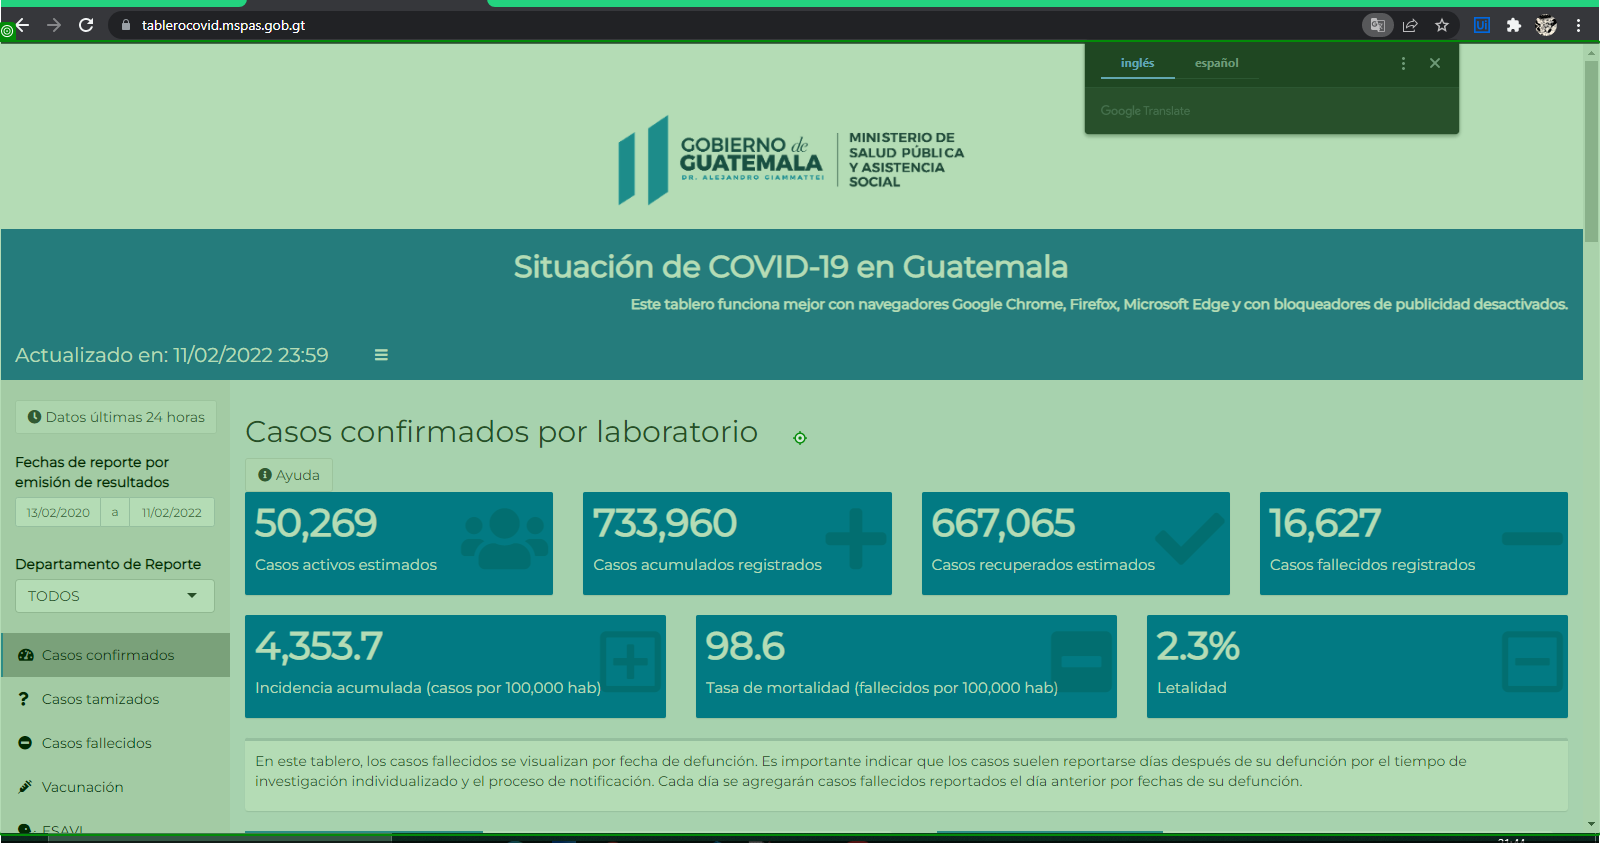 tablerocovid.mspas.gob.gt
inglés español
Google Translate
GOBIERNO de
GUATEMALA
DR. ALEJANDRO GIAMMATTEI
MINISTERIO DE
SALUD PÚBLICA
Y ASISTENCIA
SOCIAL
Situación de COVID-19 en Guatemala
Este tablero funciona mejor con navegadores Google Chrome, Firefox, Microsoft Edge y con bloqueadores de publicidad desactivados.
Actualizado en: 11/02/2022 23:59
Datos últimas 24 horas
Fechas de reporte por
emisión de resultados
13/02/2020 a 11/02/2022
Departamento de Reporte
TODOS
Casos confirmados
Casos tamizados
Casos fallecidos
Vacunación
ESAVI
Casos confirmados por laboratorio
Ayuda
50,269
Casos activos estimados
733,960
Casos acumulados registrados
667,065
Casos recuperados estimados
16,627
Casos fallecidos registrados
4,353.7
Incidencia acumulada (casos por 100,000 hab)
98.6
Tasa de mortalidad (fallecidos por 100,000 hab)
2.3%
Letalidad
En este tablero, los casos fallecidos se visualizan por fecha de defunción. Es importante indicar que los casos suelen reportarse días después de su defunción por el tiempo de
investigación individualizado y el proceso de notificación. Cada día se agregarán casos fallecidos reportados el día anterior por fechas de su defunción.